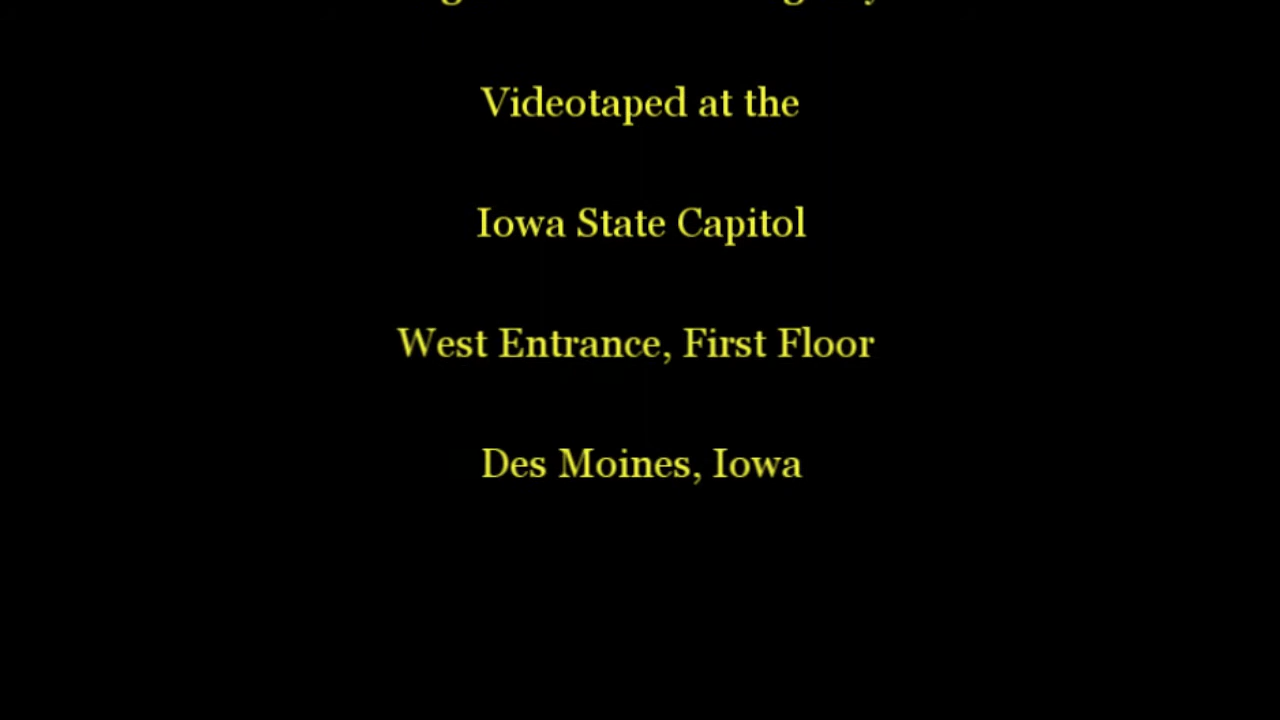 Videotaped at the
Iowa State Capitol
West Entrance, First Floor
Des Moines, Iowa